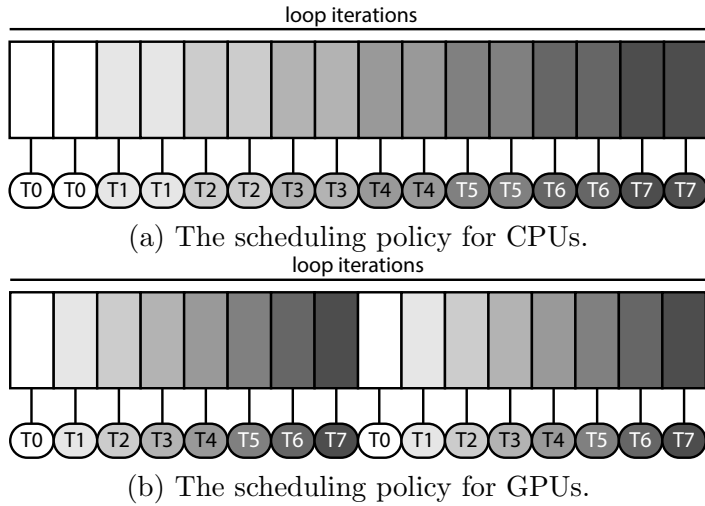 loop iterations
T0 T0 T1 T1 T2 T2 T3 T3 T4 T4 T5 T5 T6 T6 T7 T7
(a) The scheduling policy for CPUs.
loop iterations
T0 T1 T2 T3 T4 T5 T6 T7 T0 T1 T2 T3 T4 T5 T6 T7
(b) The scheduling policy for GPUs.